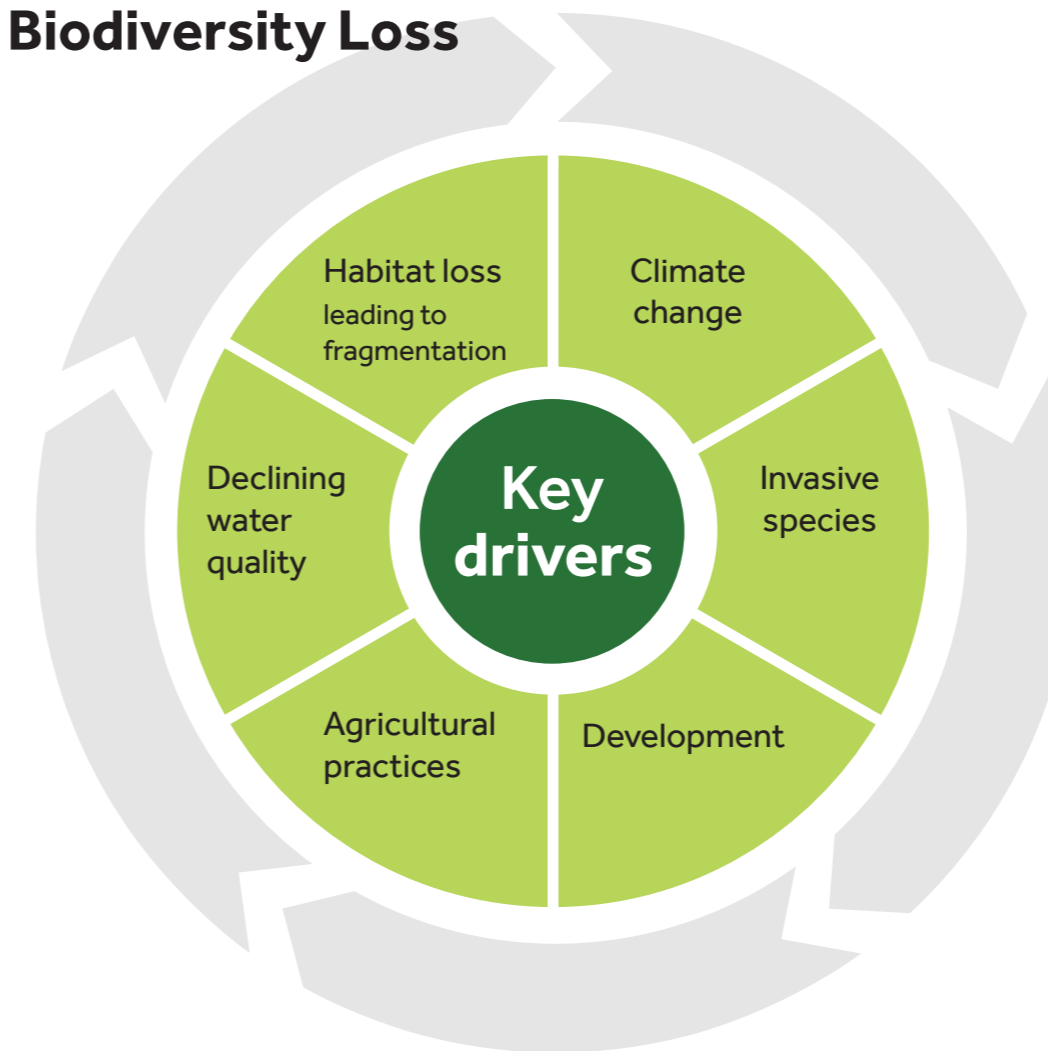 Biodiversity Loss
Habitat loss
leading to
fragmentation
Climate
change
Declining
water
quality
Key
drivers
Invasive
species
Agricultural
practices
Development